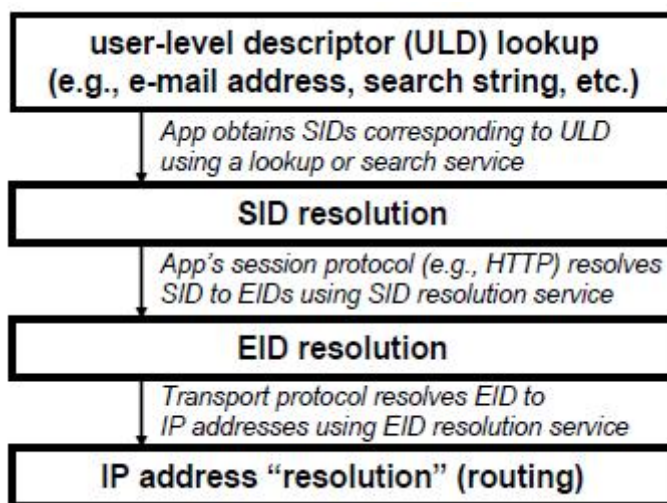 user-level descriptor (ULD) lookup
(e.g., e-mail address, search string, etc.)
App obtains SIDs corresponding to ULD
using a lookup or search service
SID resolution
App's session protocol (e.g., HTTP) resolves
SID to EIDs using SID resolution service
EID resolution
Transport protocol resolves EID to
IP addresses using EID resolution service
IP address “resolution” (routing)